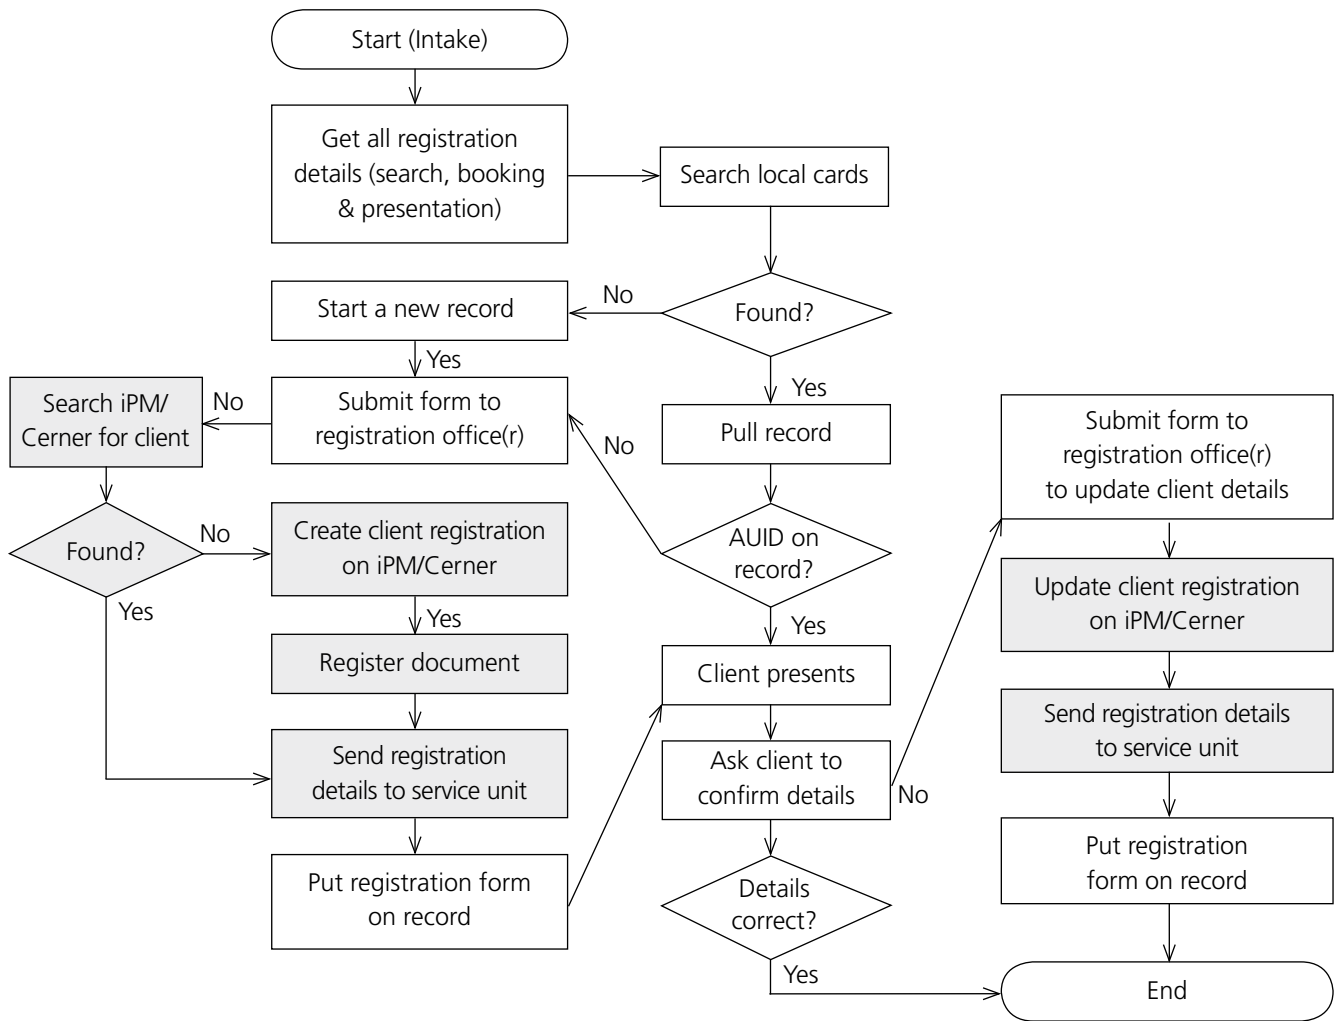 Start (Intake)
Get all registration
details (search, booking
& presentation)
Search local cards
Found?
No
Start a new record
Yes
Submit form to
registration office(r)
No
Search iPM/
Cerner for client
Found?
No
Create client registration
on iPM/Cerner
Yes
Yes
Register document
Send registration
details to service unit
Put registration form
on record
Yes
Pull record
No
AUID on
record?
Yes
Client presents
Ask client to
confirm details
No
Details
correct?
Yes
Submit form to
registration office(r)
to update client details
Update client registration
on iPM/Cerner
Send registration details
to service unit
Put registration
form on record
End